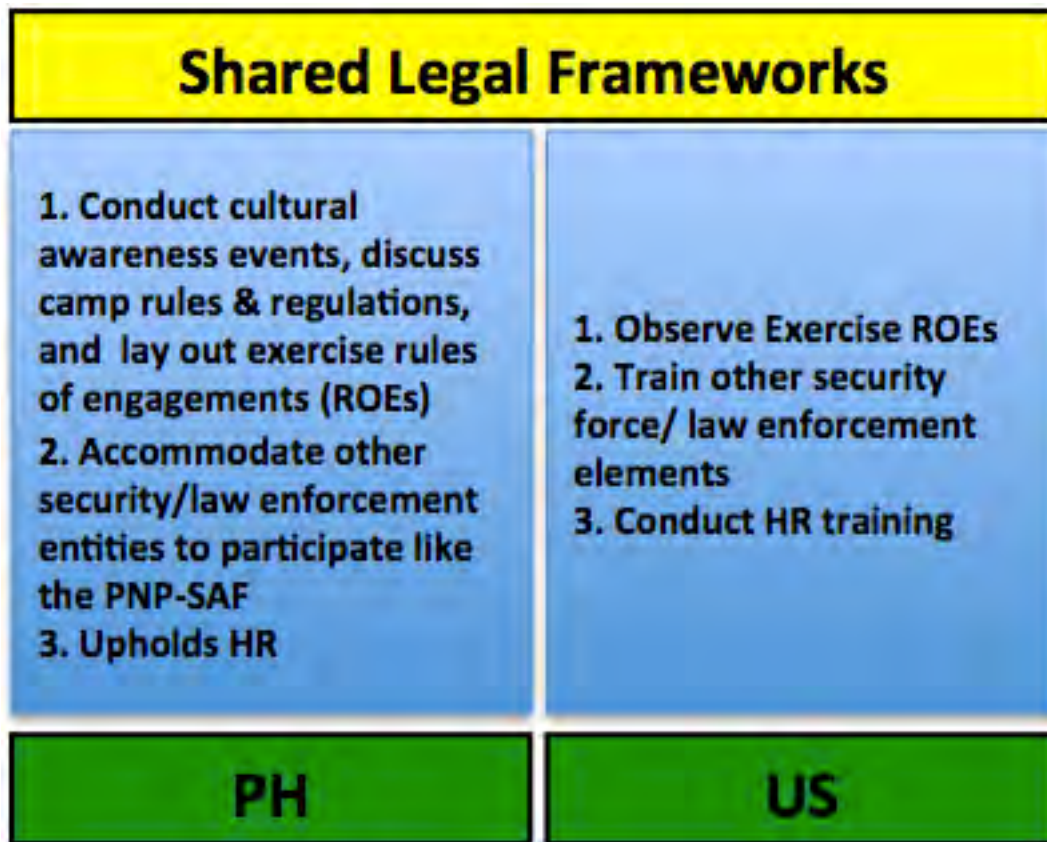 Shared Legal Frameworks
1. Conduct cultural
awareness events, discuss
camp rules & regulations,
and lay out exercise rules
of engagements (ROEs)
2. Accommodate other
security/law enforcement
entities to participate like
the PNP-SAF
3. Upholds HR
1. Observe Exercise ROEs
2. Train other security
force/ law enforcement
elements
3. Conduct HR training
PH
US